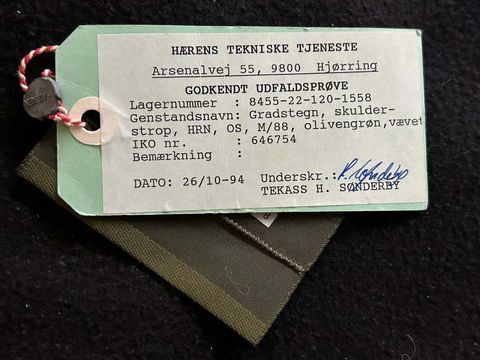 HÆRENS TEKNISKE TJENESTE
Arsenalvej 55, 9800 Hjørring
GODKENDT UDFALDSPRØVE
Lagernummer : 8455-22-120-1558
Genstandsnavn: Gradstegn, skulder-
strop, HRN, OS, M/88, olivengrøn,vævet
IKO nr. : 646754
Bemærkning :
DATO: 26/10-94 Underskr.:
TEKASS H. SØNDERBY
8